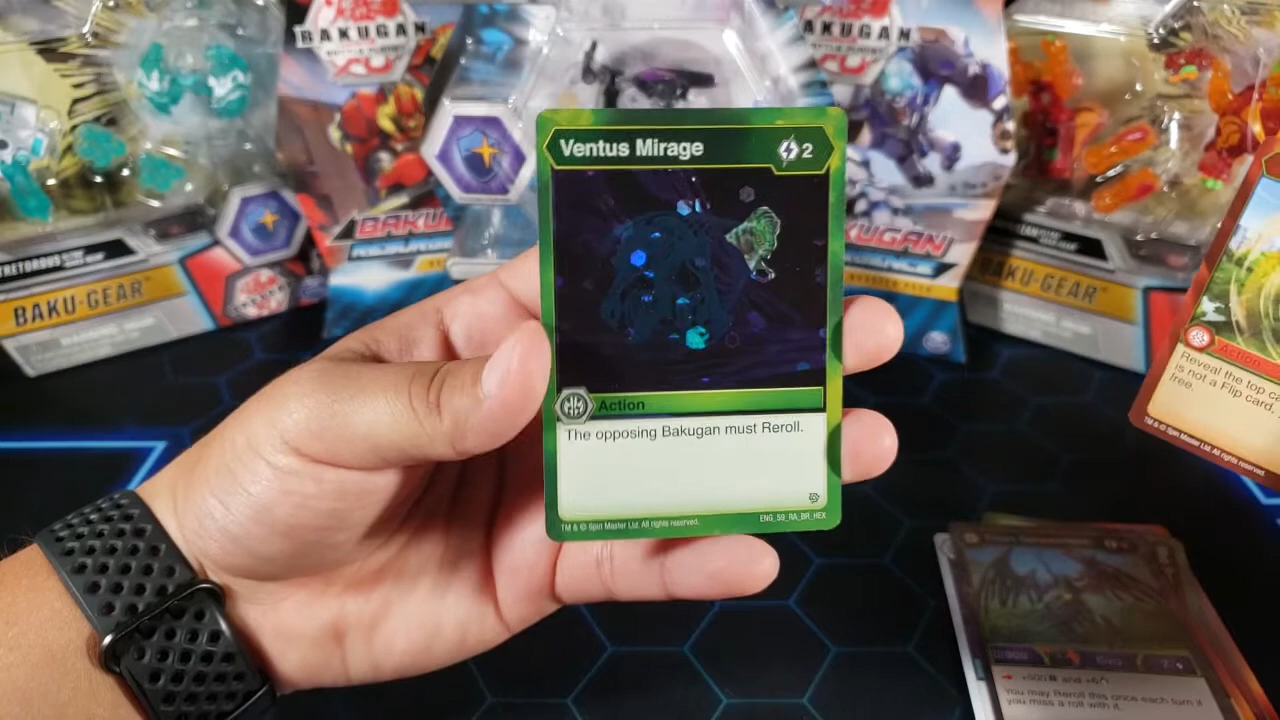 BAKUGAN
BAKUGAN
Ventus Mirage
2
Action
The opposing Bakugan must Reroll.
TM & © Spin Master Ltd. All rights reserved.
ENG_59_RA_BR_HEX
BAKU
KUGAN
BAKU-GEAR
BAKU-GEAR
Action
Reveal the top ca
is not a Flip card,
free.
TM & © Spin Master Ltd. All rights reserved.
You may Reroll this once each turn if
you miss a roll with it.